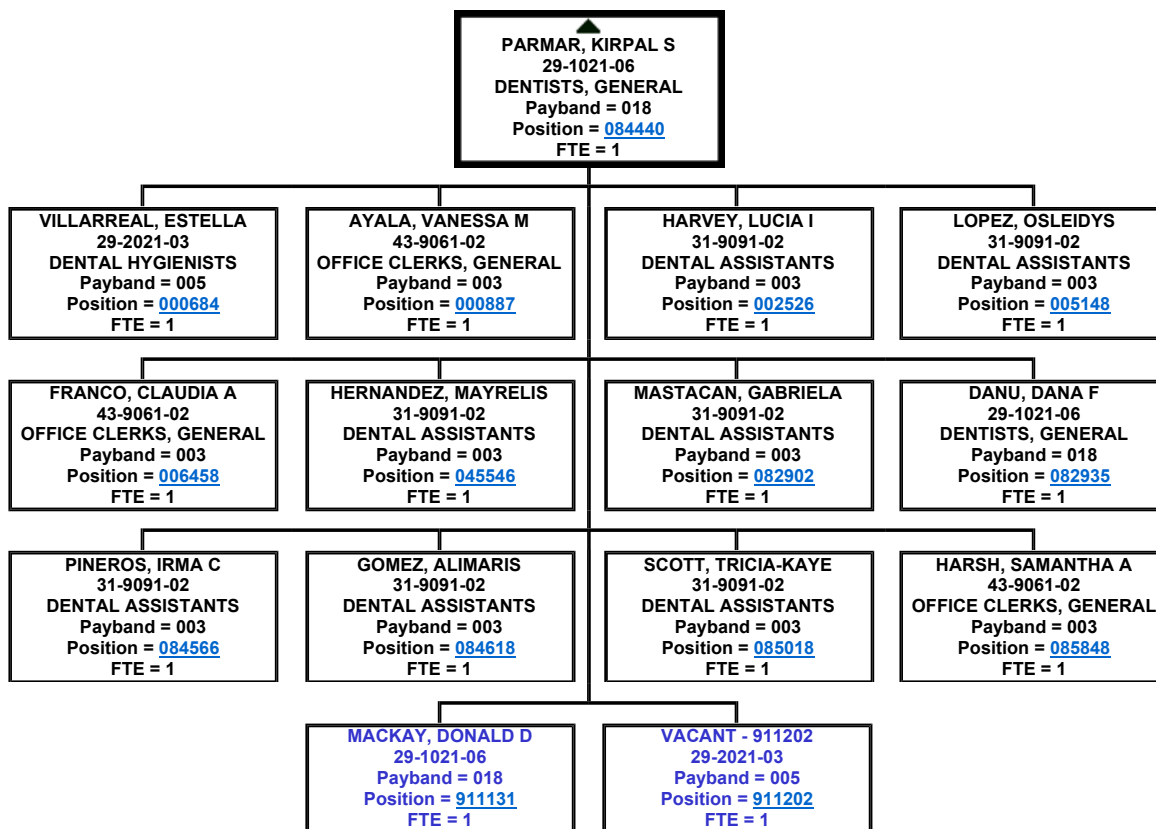 PARMAR, KIRPAL S
29-1021-06
DENTISTS, GENERAL
Payband = 018
Position = 084440
FTE = 1
VILLARREAL, ESTELLA
29-2021-03
DENTAL HYGIENISTS
Payband = 005
Position = 000684
FTE = 1
AYALA, VANESSA M
43-9061-02
OFFICE CLERKS, GENERAL
Payband = 003
Position = 000887
FTE = 1
HARVEY, LUCIA I
31-9091-02
DENTAL ASSISTANTS
Payband = 003
Position = 002526
FTE = 1
LOPEZ, OSLEIDYS
31-9091-02
DENTAL ASSISTANTS
Payband = 003
Position = 005148
FTE = 1
FRANCO, CLAUDIA A
43-9061-02
OFFICE CLERKS, GENERAL
Payband = 003
Position = 006458
FTE = 1
HERNANDEZ, MAYRELIS
31-9091-02
DENTAL ASSISTANTS
Payband = 003
Position = 045546
FTE = 1
MASTACAN, GABRIELA
31-9091-02
DENTAL ASSISTANTS
Payband = 003
Position = 082902
FTE = 1
DANU, DANA F
29-1021-06
DENTISTS, GENERAL
Payband = 018
Position = 082935
FTE = 1
PINEROS, IRMA C
31-9091-02
DENTAL ASSISTANTS
Payband = 003
Position = 084566
FTE = 1
GOMEZ, ALIMARIS
31-9091-02
DENTAL ASSISTANTS
Payband = 003
Position = 084618
FTE = 1
SCOTT, TRICIA-KAYE
31-9091-02
DENTAL ASSISTANTS
Payband = 003
Position = 085018
FTE = 1
HARSH, SAMANTHA A
43-9061-02
OFFICE CLERKS, GENERAL
Payband = 003
Position = 085848
FTE = 1
MACKAY, DONALD D
29-1021-06
Payband = 018
Position = 911131
FTE = 1
VACANT - 911202
29-2021-03
Payband = 005
Position = 911202
FTE = 1